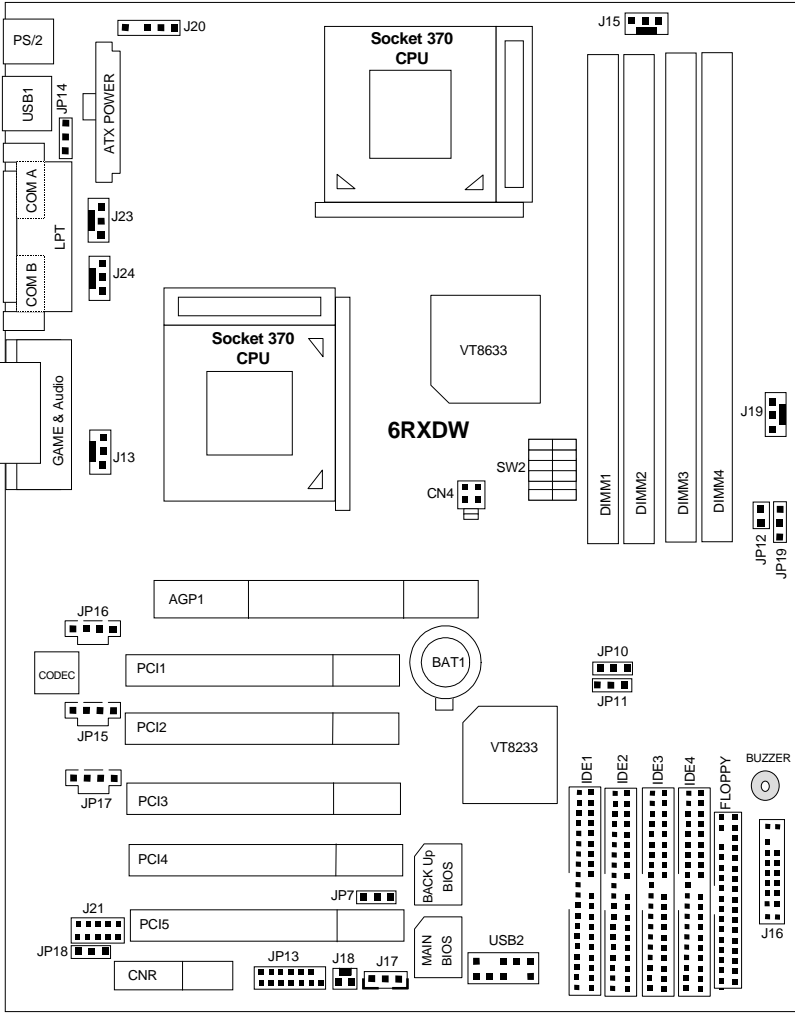 J20
J15
PS/2
Socket 370
CPU
USB1
JP14
ATX POWER
COM A
J23
LPT
COM B
J24
Socket 370
CPU
VT8633
GAME & Audio
6RXDW
J19
J13
SW2
CN4
DIMM1
DIMM2
DIMM3
DIMM4
JP12
JP19
AGP1
JP16
CODEC
PCI1
BAT1
JP10
JP11
JP15
PCI2
VT8233
IDE1
IDE2
IDE3
IDE4
FLOPPY
BUZZER
JP17
PCI3
PCI4
BACK Up
BIOS
JP7
J21
PCI5
JP18
MAIN
BIOS
USB2
J16
CNR
JP13
J18
J17